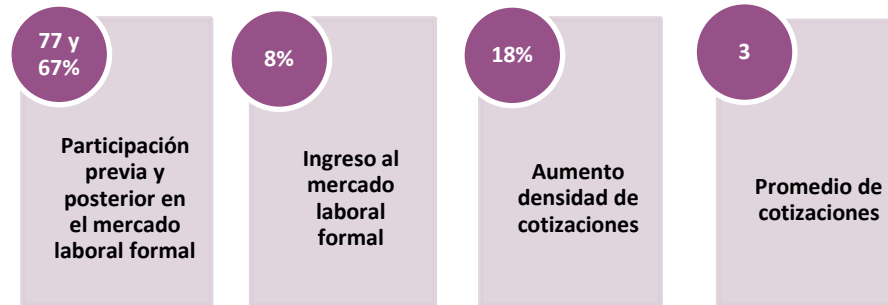 77 y
67%
Participación
previa y
posterior en
el mercado
laboral formal
8%
Ingreso al
mercado
laboral
formal
18%
Aumento
densidad de
cotizaciones
3
Promedio de
cotizaciones